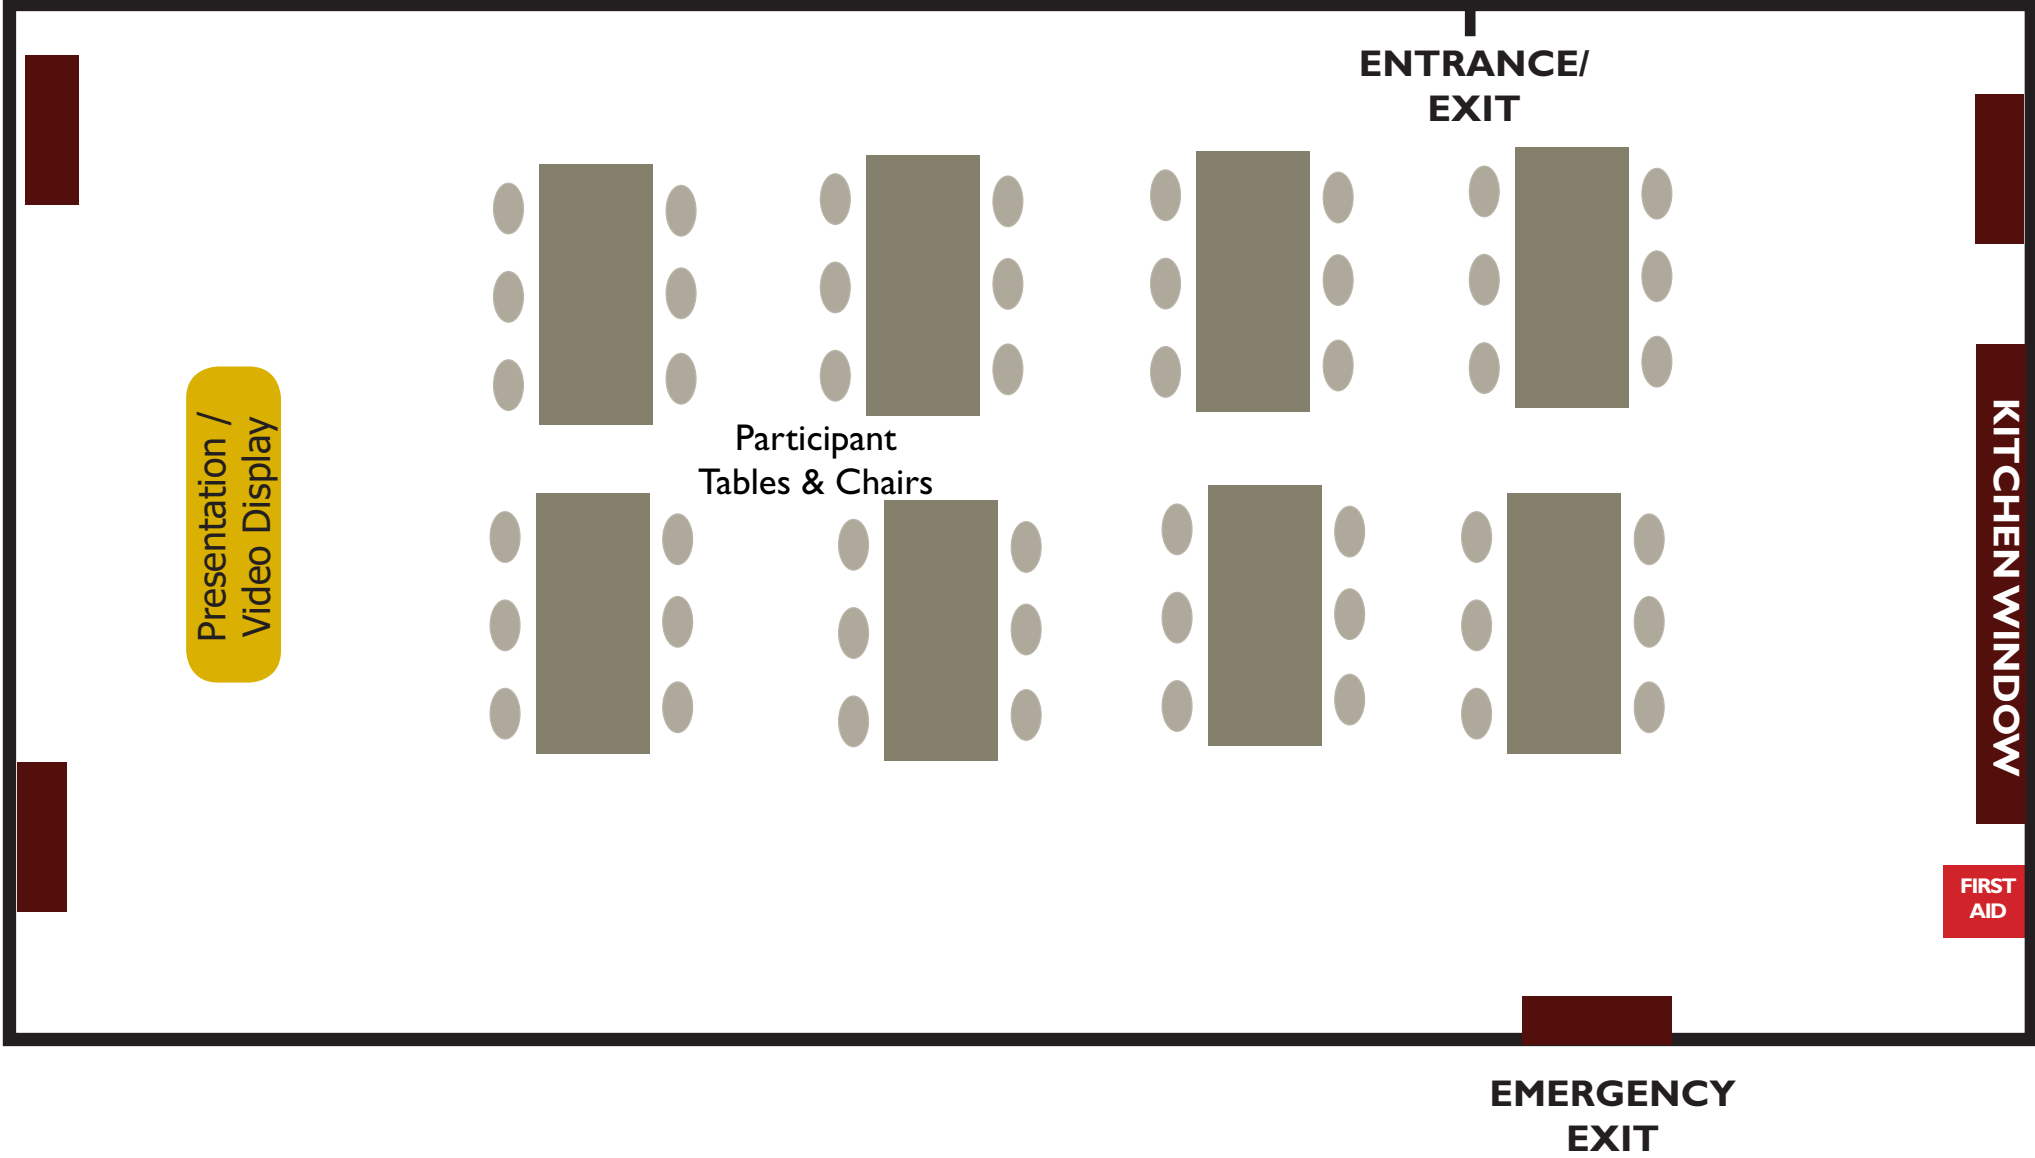 ENTRANCE/
EXIT
Participant
Tables & Chairs
Presentation /
Video Display
KITCHEN WINDOW
FIRST
AID
EMERGENCY
EXIT